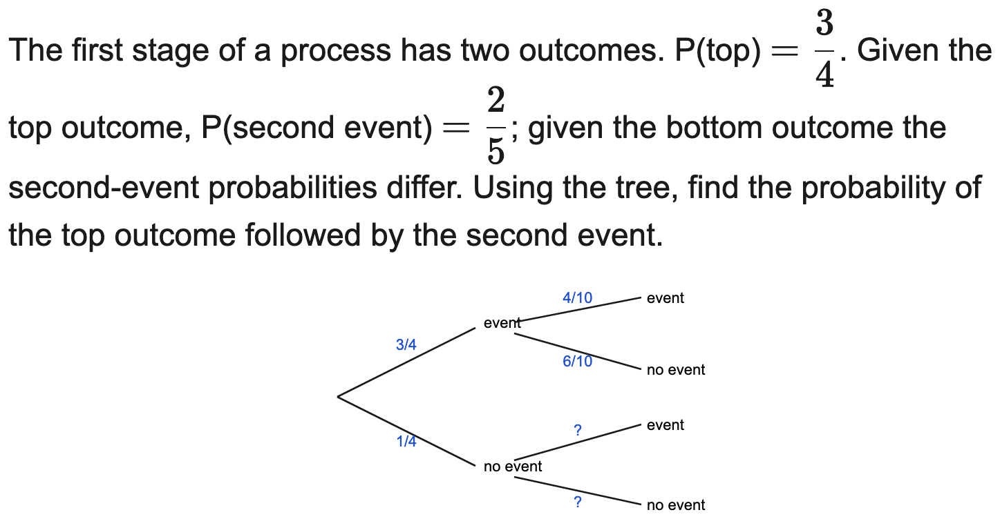 The first stage of a process has two outcomes. P(top) = 3/4. Given the
top outcome, P(second event) = 2/5; given the bottom outcome the
second-event probabilities differ. Using the tree, find the probability of
the top outcome followed by the second event.
4/10
event
event
3/4
6/10
no event
event
?
1/4
no event
?
no event